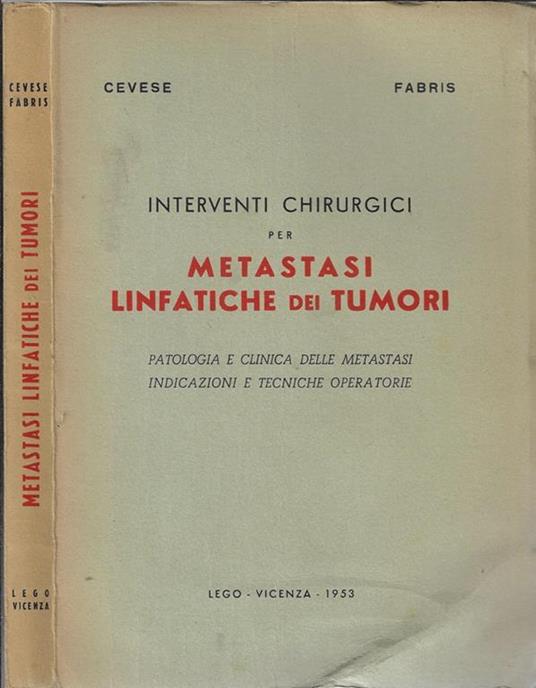 CEVESE
FABRIS
METASTASI LINFATICHE DEI TUMORI
LEGO
VICENZA
CEVESE FABRIS
INTERVENTI CHIRURGICI
PER
METASTASI
LINFATICHE DEI TUMORI
PATOLOGIA E CLINICA DELLE METASTASI
INDICAZIONI E TECNICHE OPERATORIE
LEGO - VICENZA - 1953